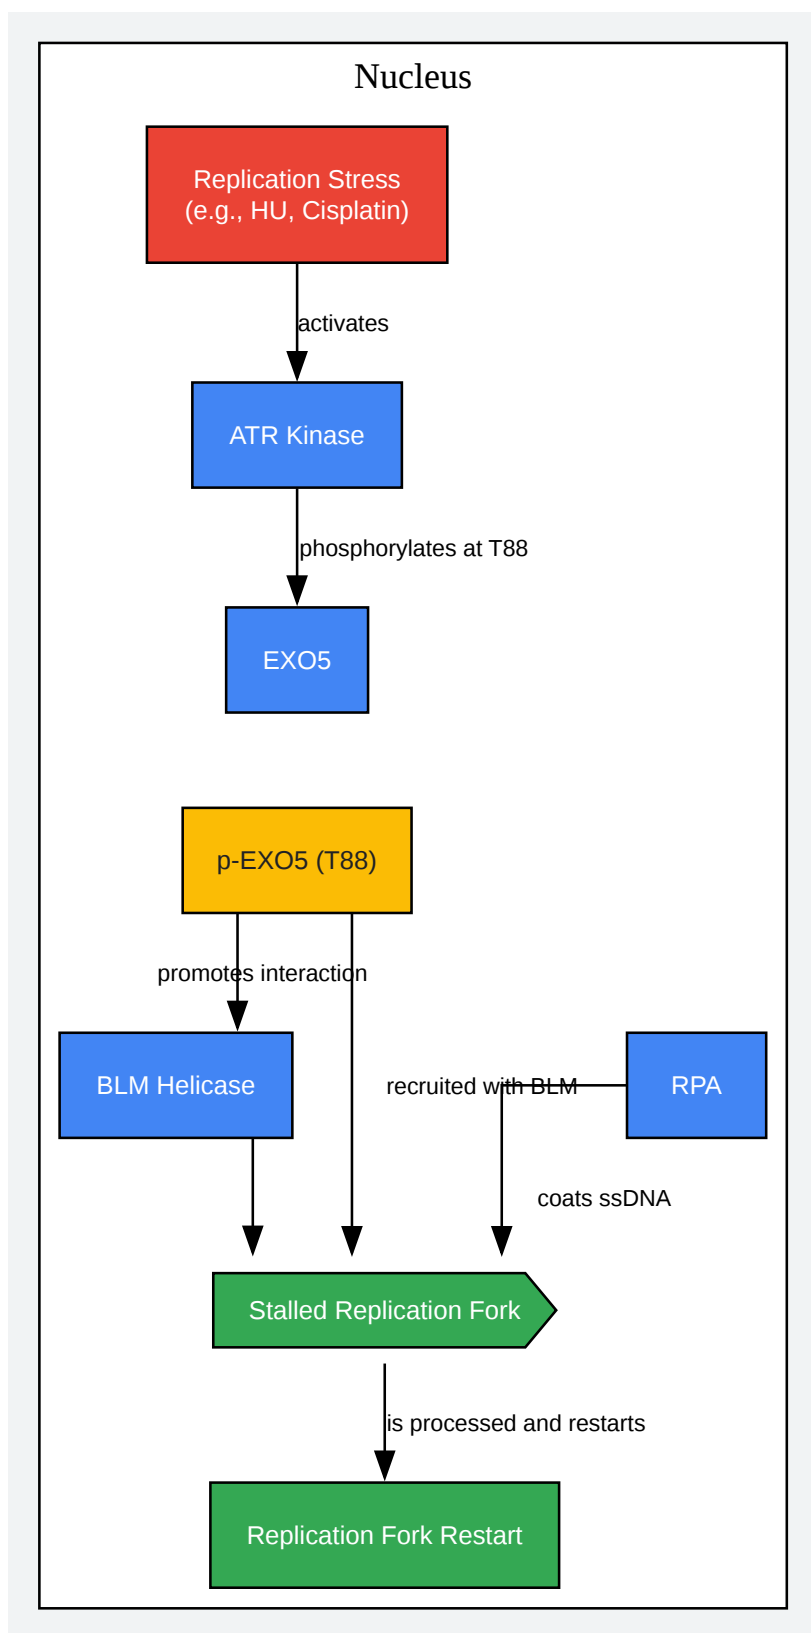 Nucleus
Replication Stress
(e.g., HU, Cisplatin)
activates
ATR Kinase
phosphorylates at T88
EXO5
p-EXO5 (T88)
promotes interaction
BLM Helicase
recruited with BLM
RPA
coats ssDNA
Stalled Replication Fork
is processed and restarts
Replication Fork Restart